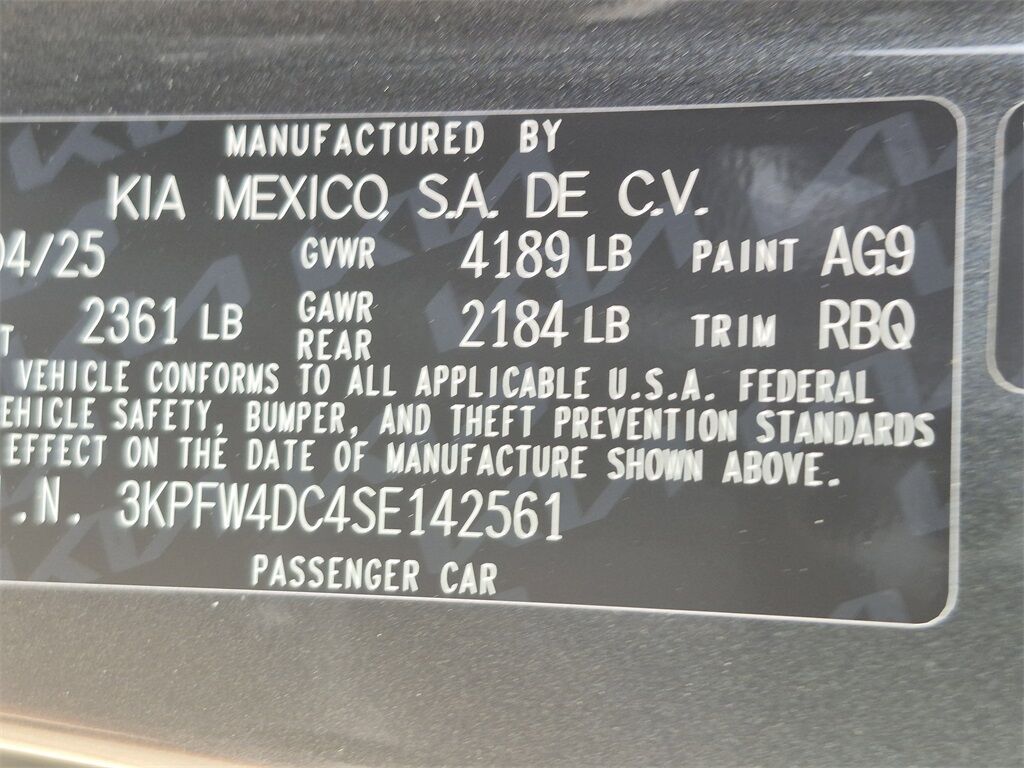 MANUFACTURED BY
KIA MEXICO, S.A. DE C.V.
04/25 GVWR 4189 LB PAINT AG9
2361 LB GAWR REAR 2184 LB TRIM RBQ
VEHICLE CONFORMS TO ALL APPLICABLE U.S.A. FEDERAL
VEHICLE SAFETY, BUMPER, AND THEFT PREVENTION STANDARDS
EFFECT ON THE DATE OF MANUFACTURE SHOWN ABOVE.
.N. 3KPFW4DC4SE142561
PASSENGER CAR